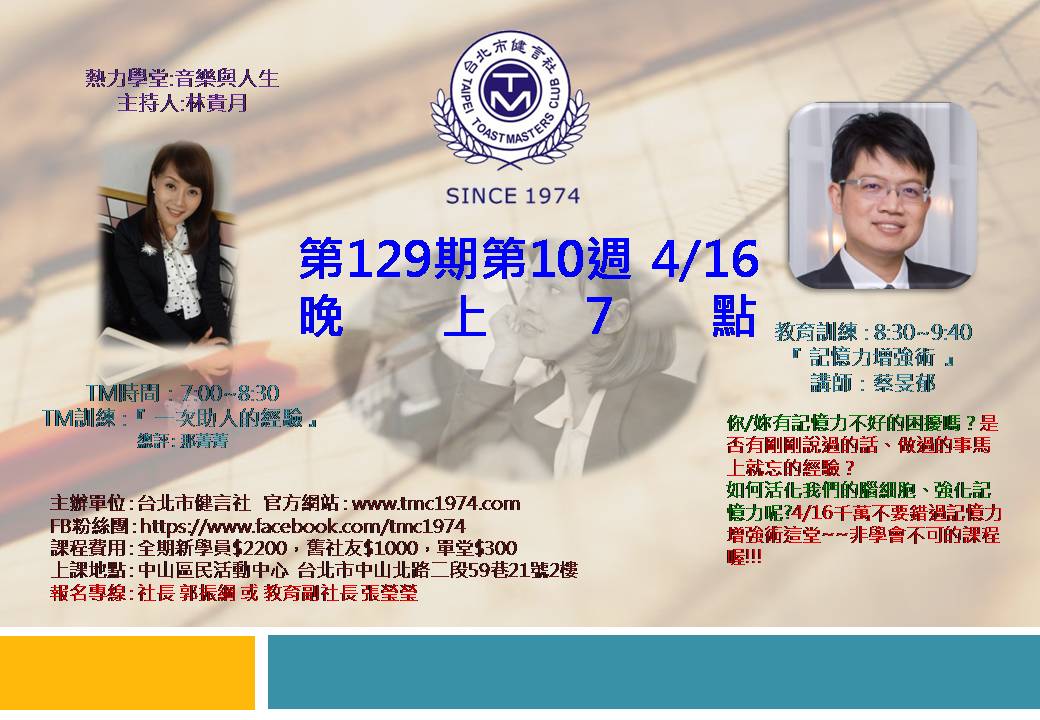 熱力學堂:音樂與人生
主持人:林貴月
台北市健言社
TAIPEI TOASTMASTERS CLUB
TM
SINCE 1974
第129期第10週 4/16
晚上7點
TM時間：7:00~8:30
TM訓練：『 一次助人的經驗 』
總評：那菁菁
教育訓練：8:30~9:40
『 記憶力增強術 』
講師：蔡旻郁
你/妳有記憶力不好的困擾嗎？是
否有剛剛說過的話、做過的事馬
上就忘的經驗？
如何活化我們的腦細胞、強化記
憶力呢?4/16千萬不要錯過記憶力
增強術這堂~~非學會不可的課程
喔!!!
主辦單位：台北市健言社 官方網站：www.tmc1974.com
FB粉絲團：https://www.facebook.com/tmc1974
課程費用：全期新學員$2200，舊社友$1000，單堂$300
上課地點：中山區民活動中心 台北市中山北路二段59巷21號2樓
報名專線：社長 郭振綱 或 教育副社長 張瑩瑩